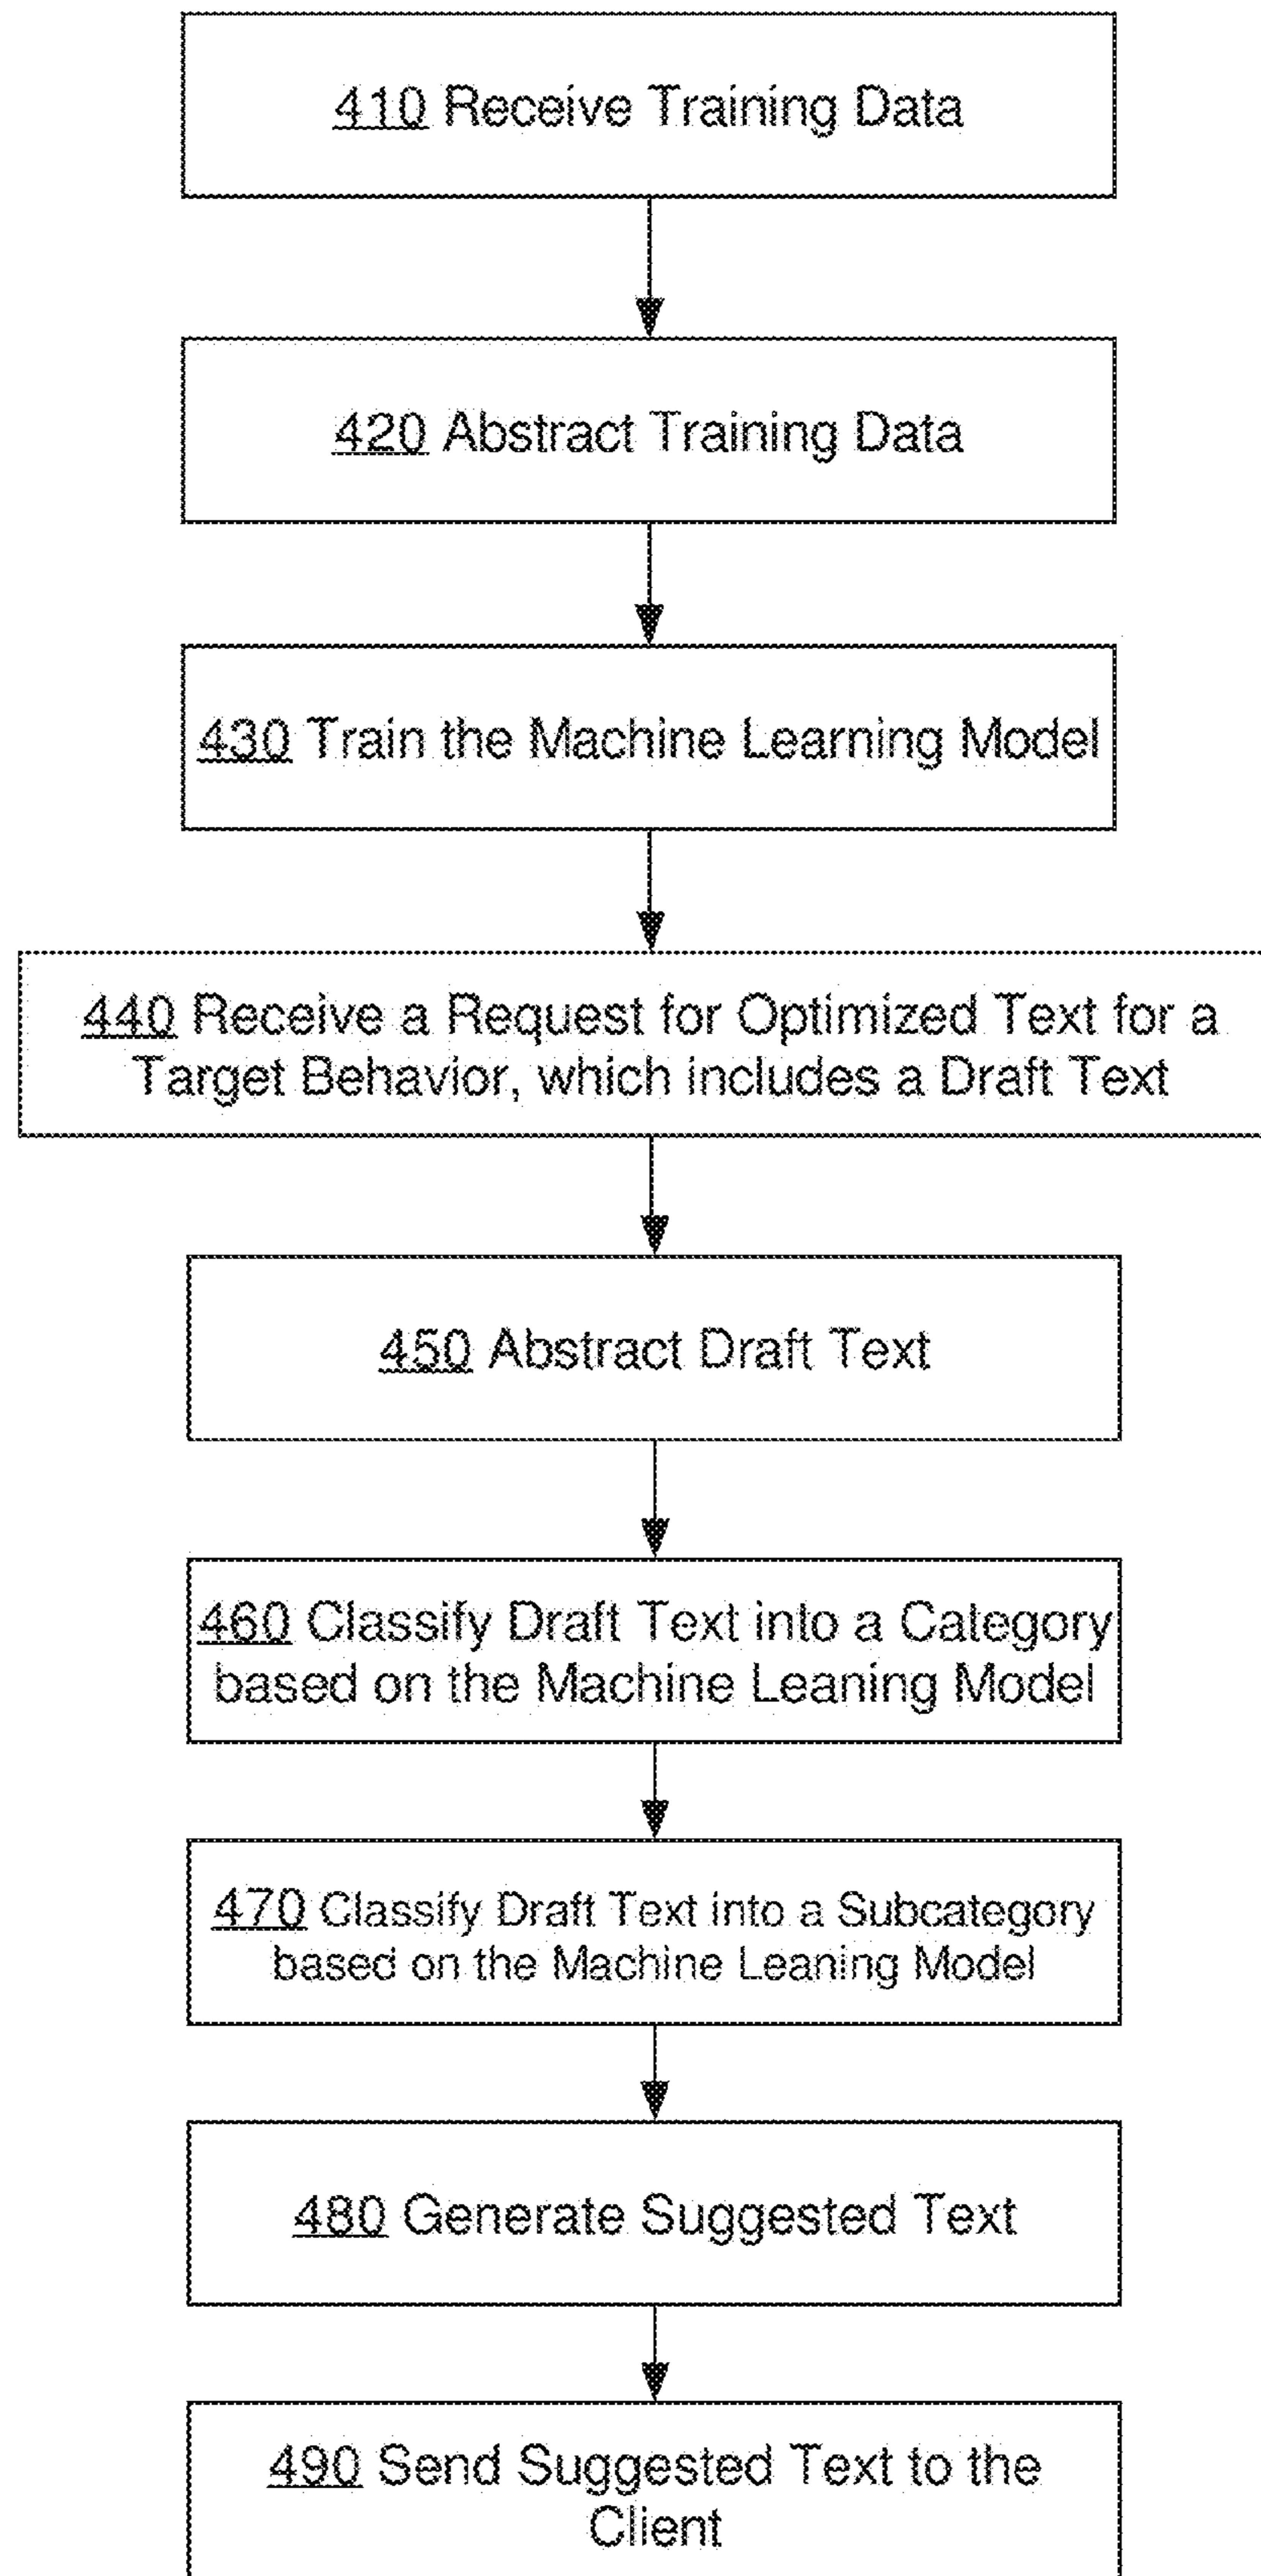 410 Receive Training Data
420 Abstract Training Data
430 Train the Machine Learning Model
440 Receive a Request for Optimized Text for a
Target Behavior, which includes a Draft Text
450 Abstract Draft Text
460 Classify Draft Text into a Category
based on the Machine Leaning Model
470 Classify Draft Text into a Subcategory
based on the Machine Leaning Model
480 Generate Suggested Text
490 Send Suggested Text to the
Client